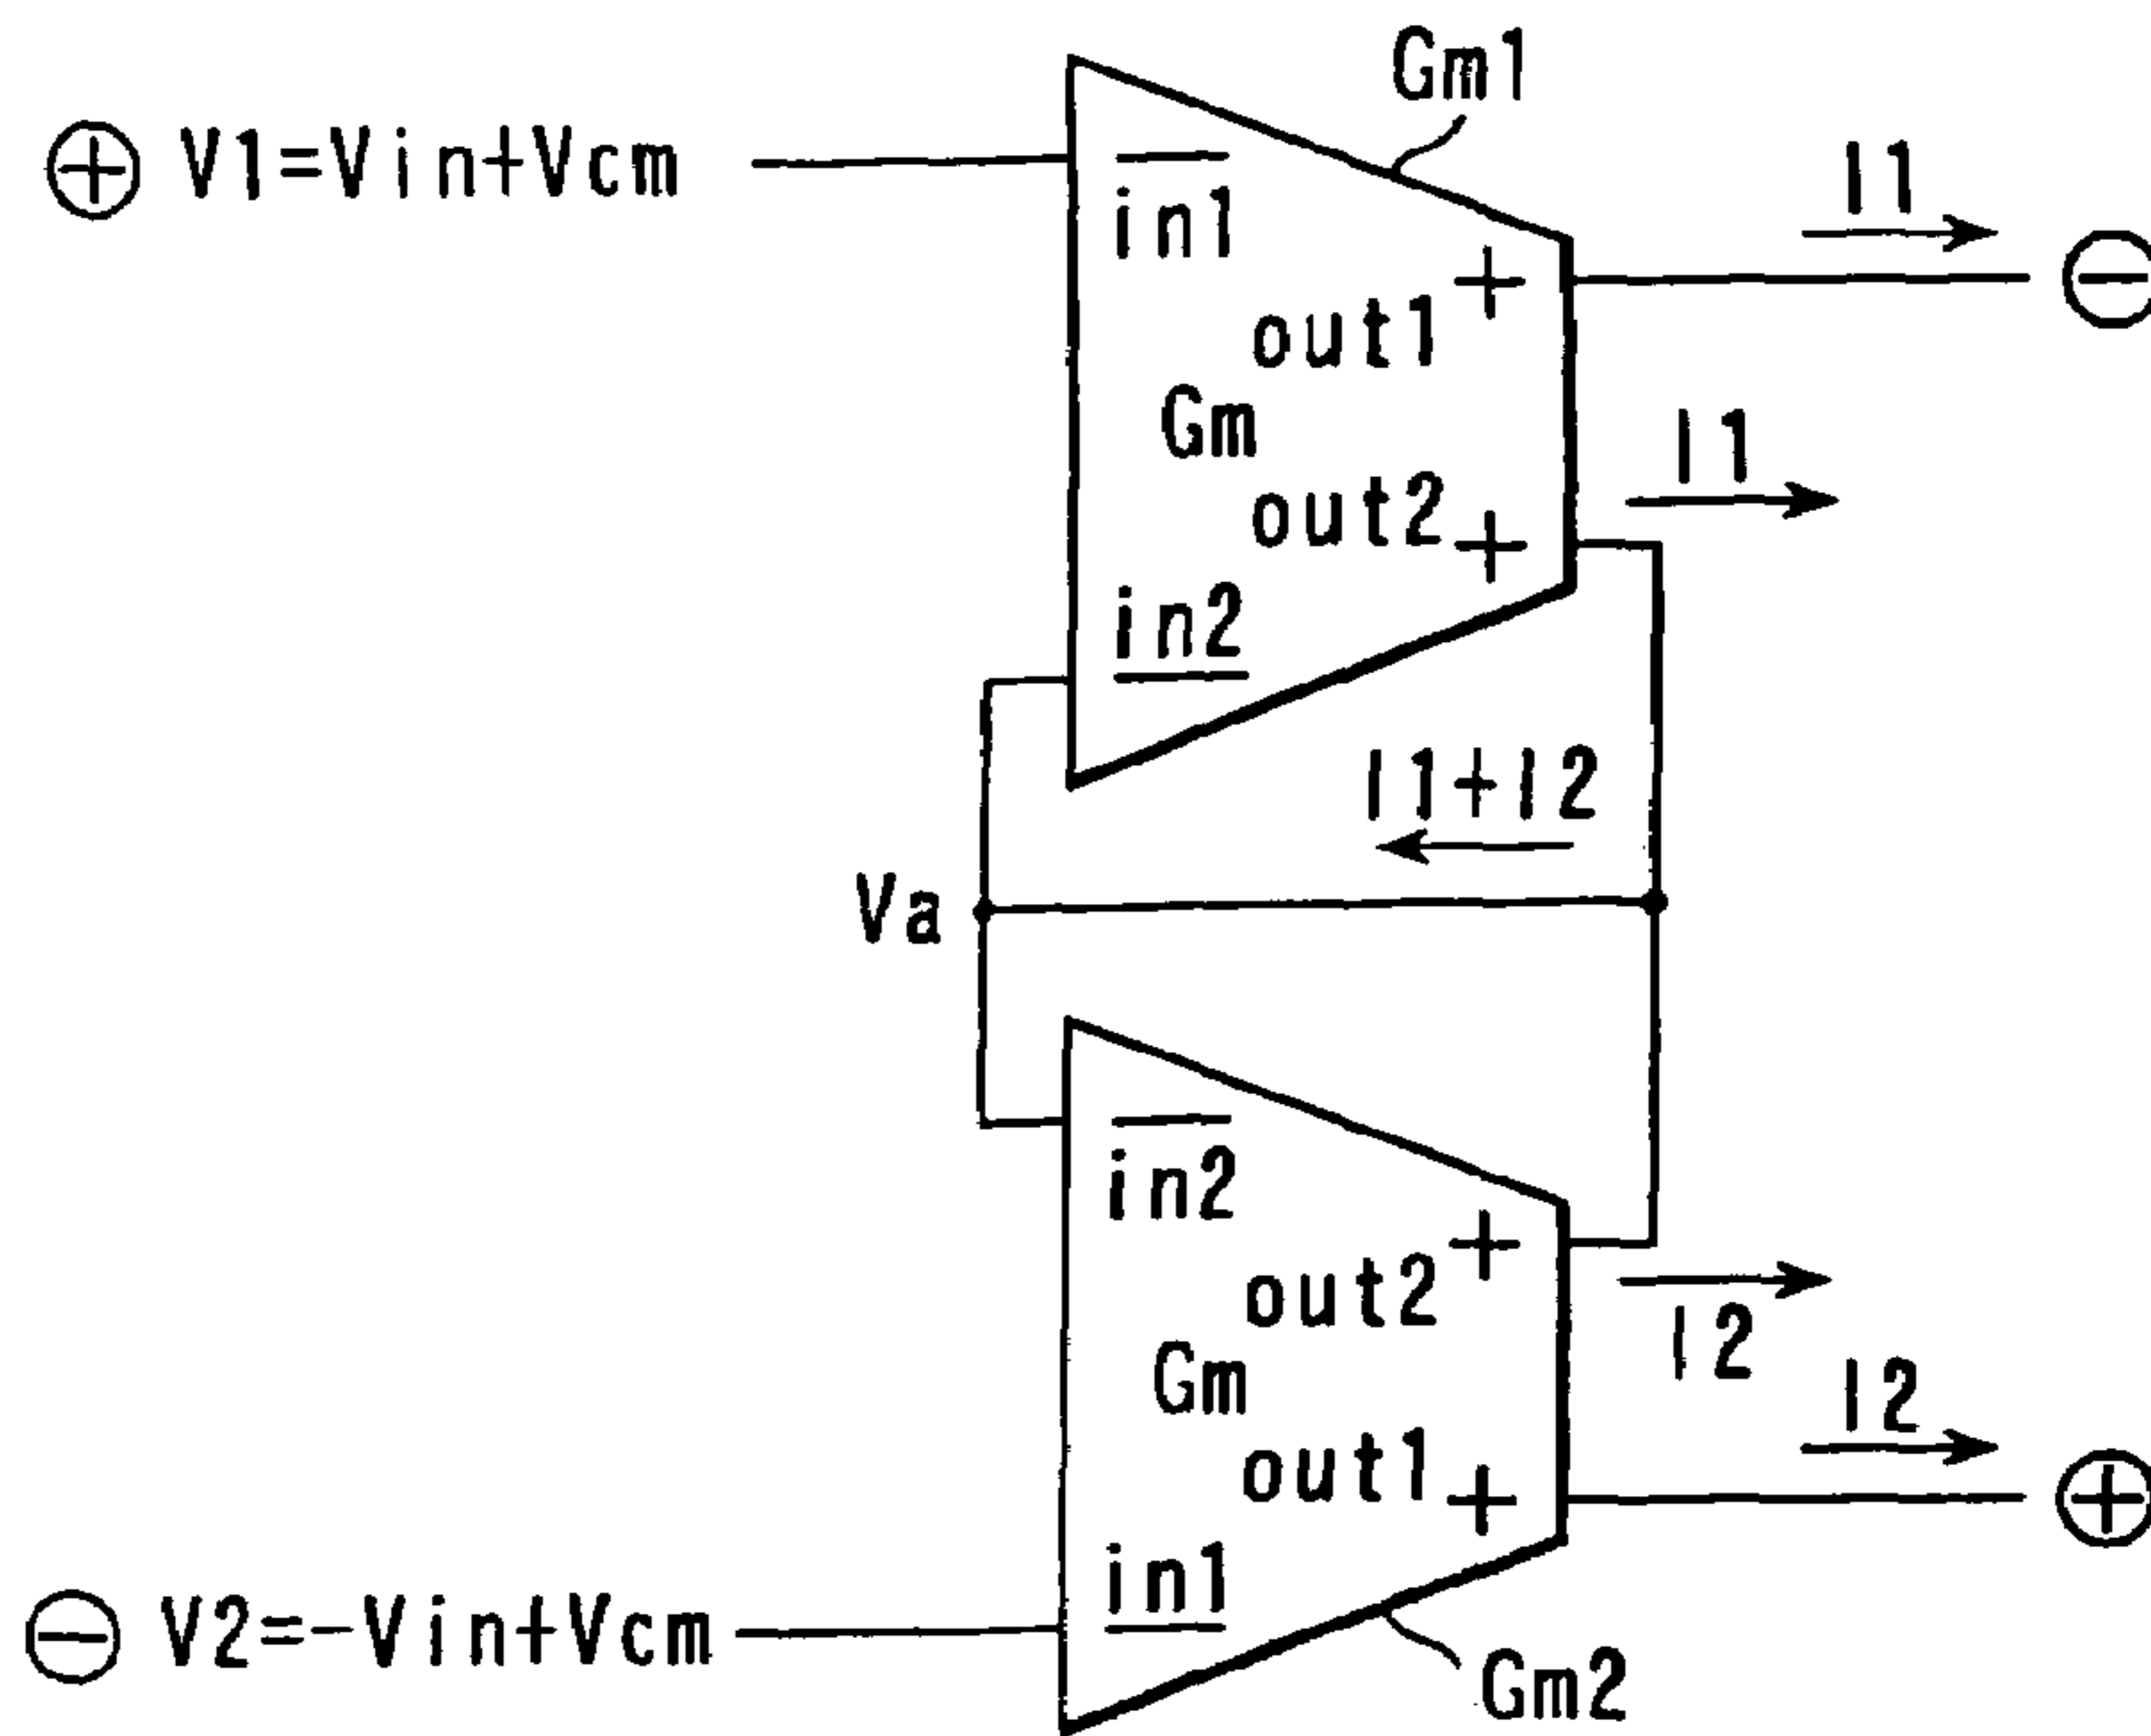 Gm1
⊕ V1=Vin+Vcm
in1
+
I1
⊖
out1
Gm
I1
out2
+
in2
I1+I2
Va
in2
+
out2
I2
Gm
I2
out1
+
⊕
in1
⊖ V2=-Vin+Vcm
Gm2